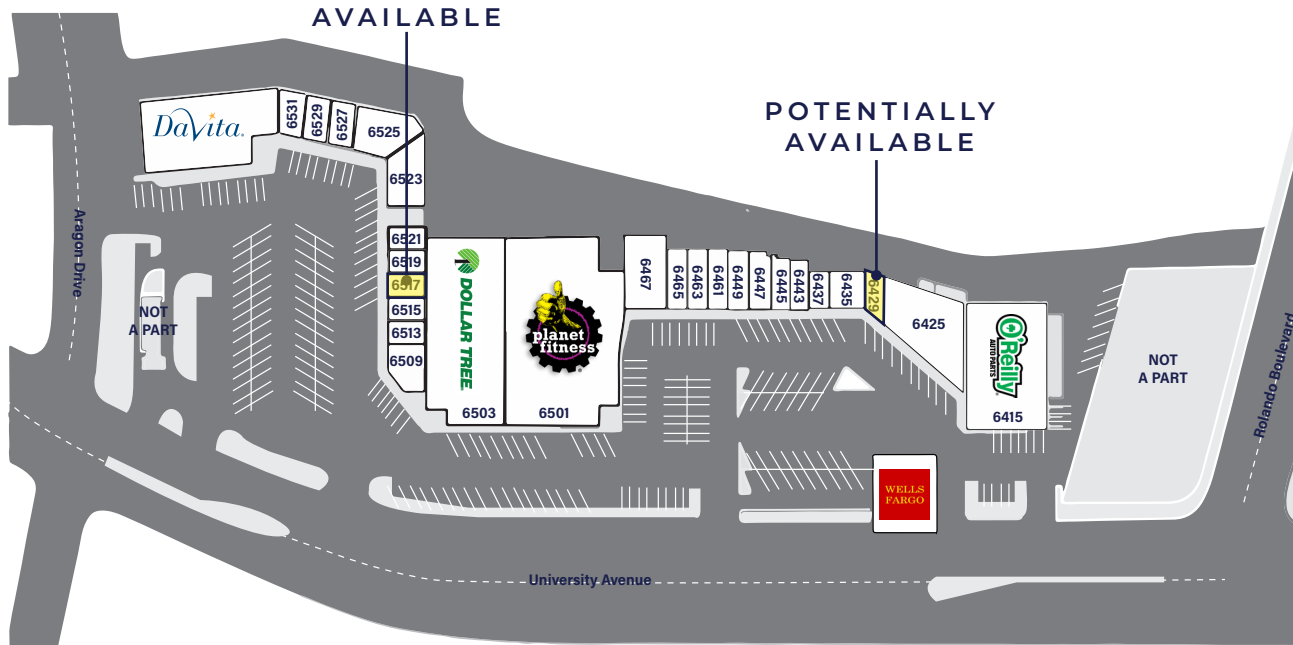 AVAILABLE
POTENTIALLY
AVAILABLE
DaVita.
6531
6529
6527
6525
6523
6521
6519
6517
6515
6513
6509
DOLLAR TREE
6503
planet
fitness
6501
6467
6465
6463
6461
6449
6447
6445
6443
6437
6435
6429
6425
O'Reilly
AUTO PARTS
6415
WELLS
FARGO
NOT
A PART
NOT
A PART
Aragon Drive
University Avenue
Rolando Boulevard